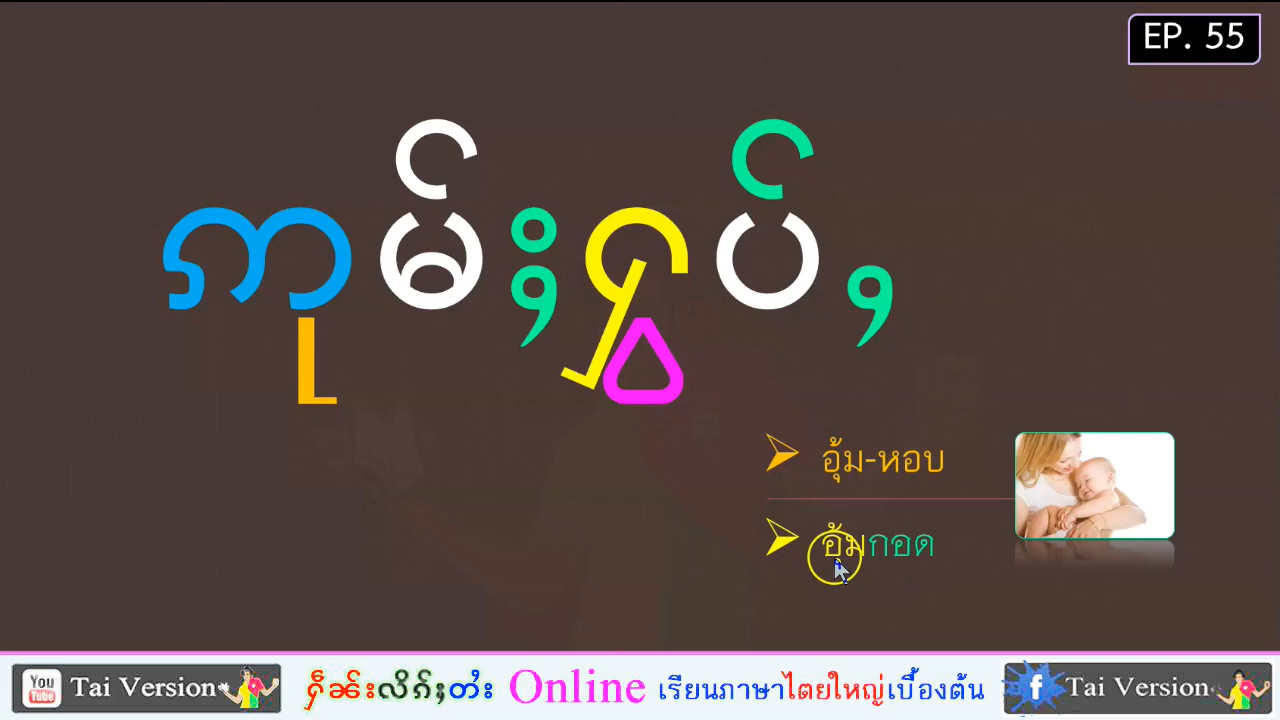 EP. 55
ဢုမ်ႈႁွပ်ႇ
อุ้ม-หอบ
อุ้มกอด
You Tube Tai Version
ႁဵၼ်းလိၵ်ႈတႆး Online เรียนภาษาไตยใหญ่เบื้องต้น
f Tai Version